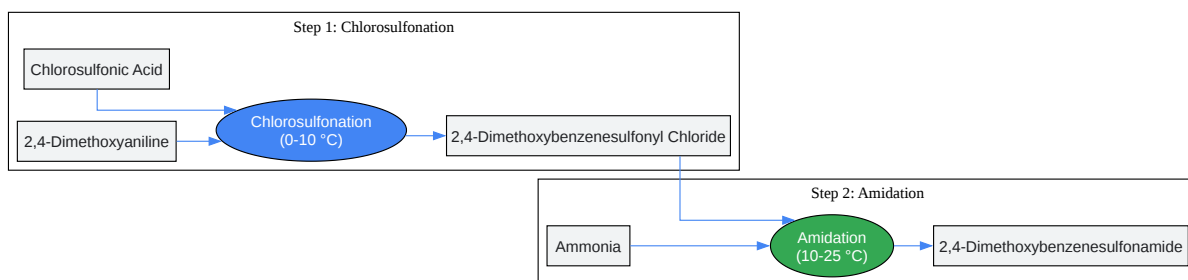 Step 1: Chlorosulfonation
Chlorosulfonic Acid
2,4-Dimethoxyaniline
Chlorosulfonation
(0-10 °C)
2,4-Dimethoxybenzenesulfonyl Chloride
Step 2: Amidation
Ammonia
Amidation
(10-25 °C)
2,4-Dimethoxybenzenesulfonamide